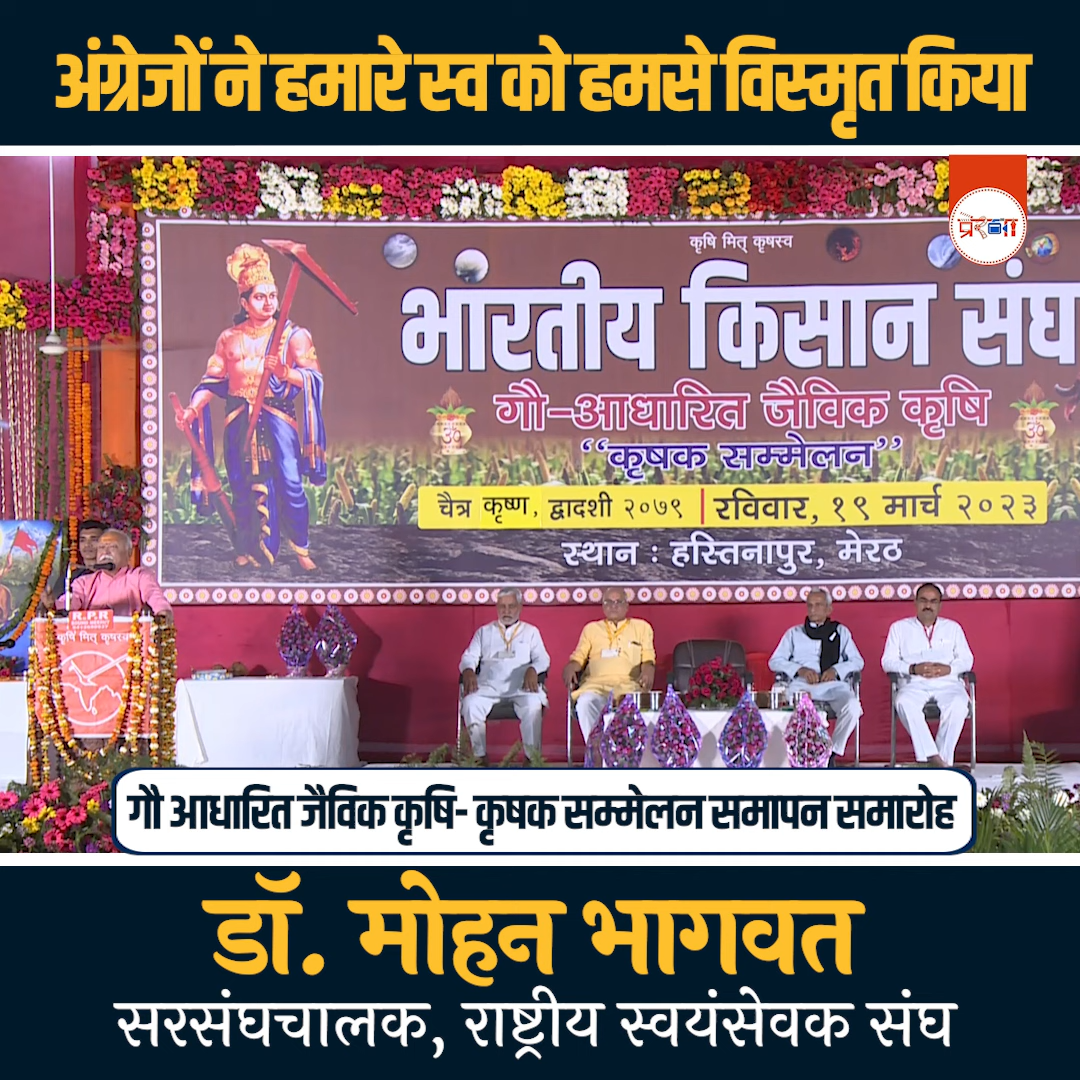 अंग्रेजों ने हमारे स्व को हमसे विस्मृत किया
प्रेरणा
कृषि मित् कृषस्व
भारतीय किसान संघ
गौ-आधारित जैविक कृषि
“कृषक सम्मेलन”
चैत्र कृष्ण, द्वादशी २०७९ | रविवार, १९ मार्च २०२३
स्थान : हस्तिनापुर, मेरठ
R.P.R
कृषि मित् कृषस्व
गौ आधारित जैविक कृषि- कृषक सम्मेलन समापन समारोह
डॉ. मोहन भागवत
सरसंघचालक, राष्ट्रीय स्वयंसेवक संघ